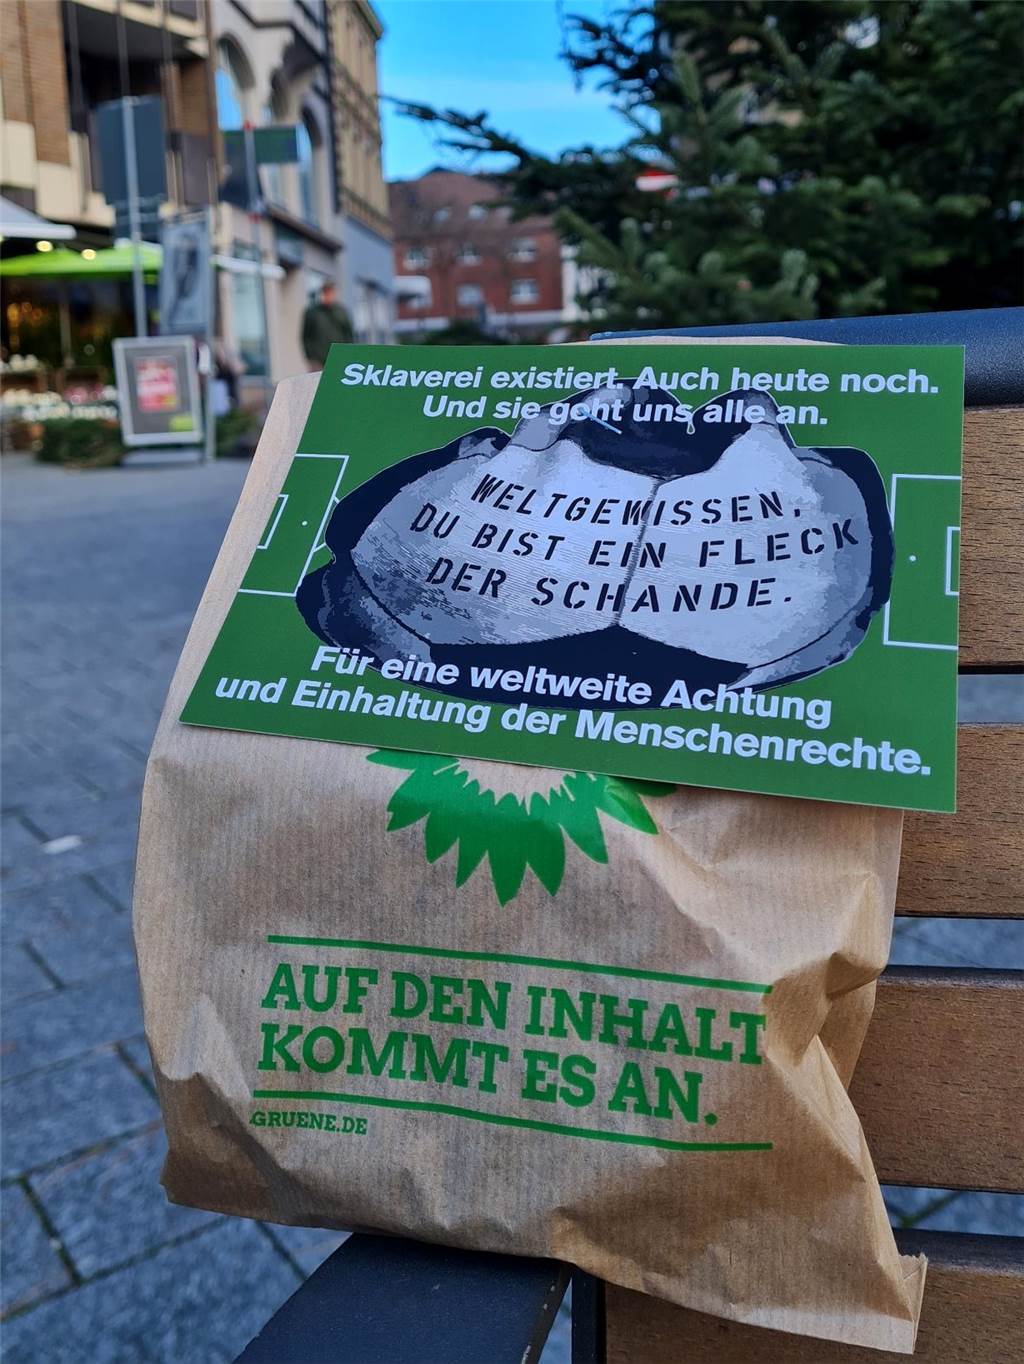 Sklaverei existiert. Auch heute noch.
Und sie geht uns alle an.
WELTGEWISSEN,
DU BIST EIN FLECK
DER SCHANDE.
Für eine weltweite Achtung
und Einhaltung der Menschenrechte.
AUF DEN INHALT
KOMMT ES AN.
GRUENE.DE